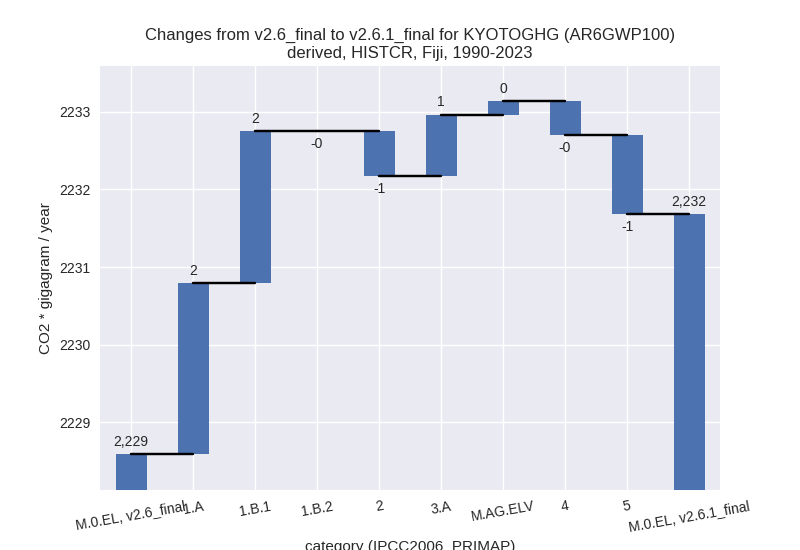 Changes from v2.6_final to v2.6.1_final for KYOTOGHG (AR6GWP100)
derived, HISTCR, Fiji, 1990-2023
CO2 * gigagram / year
2233
2232
2231
2230
2229
2,229
2
2
-0
-1
1
0
-0
-1
2,232
M.0.EL, v2.6_final
1.A
1.B.1
1.B.2
2
3.A
M.AG.ELV
4
5
M.0.EL, v2.6.1_final
category (IPCC2006_PRIMAP)